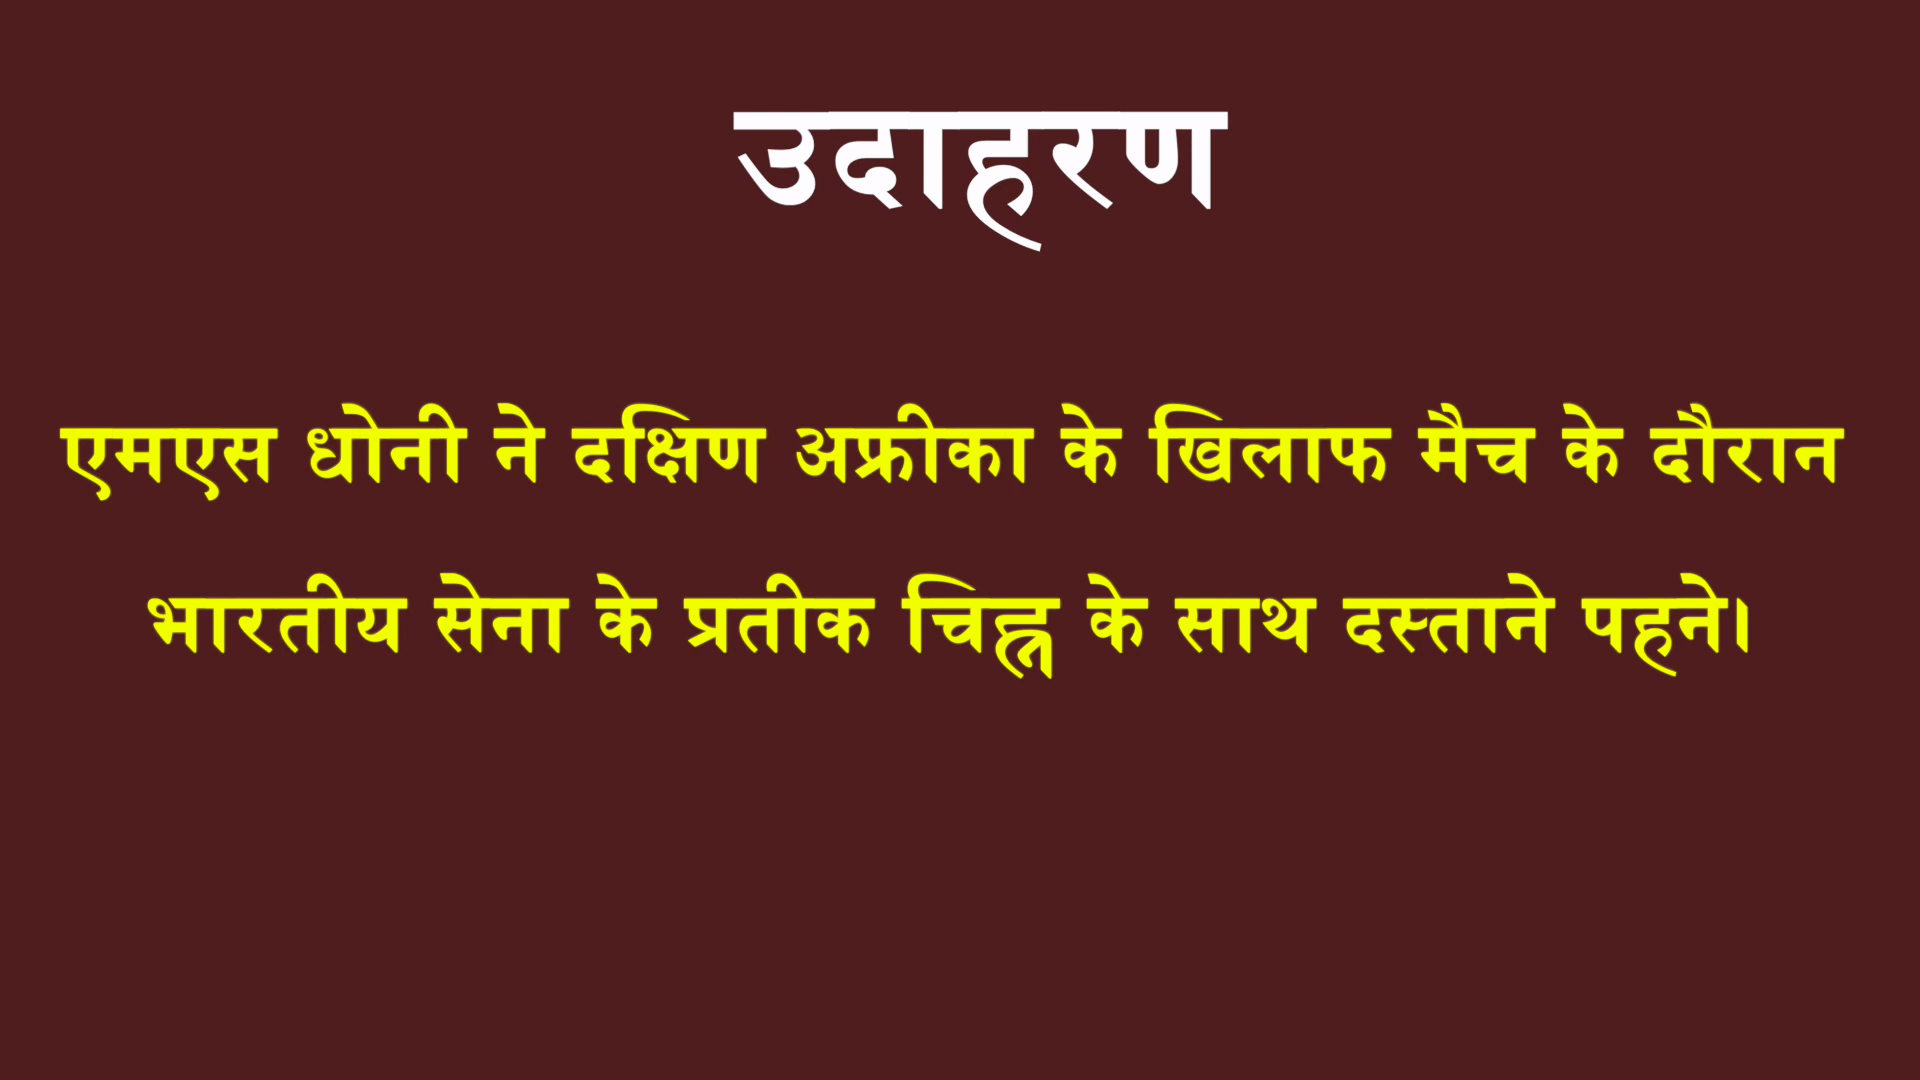 उदाहरण
एमएस धोनी ने दक्षिण अफ्रीका के खिलाफ मैच के दौरान
भारतीय सेना के प्रतीक चिह्न के साथ दस्ताने पहने।